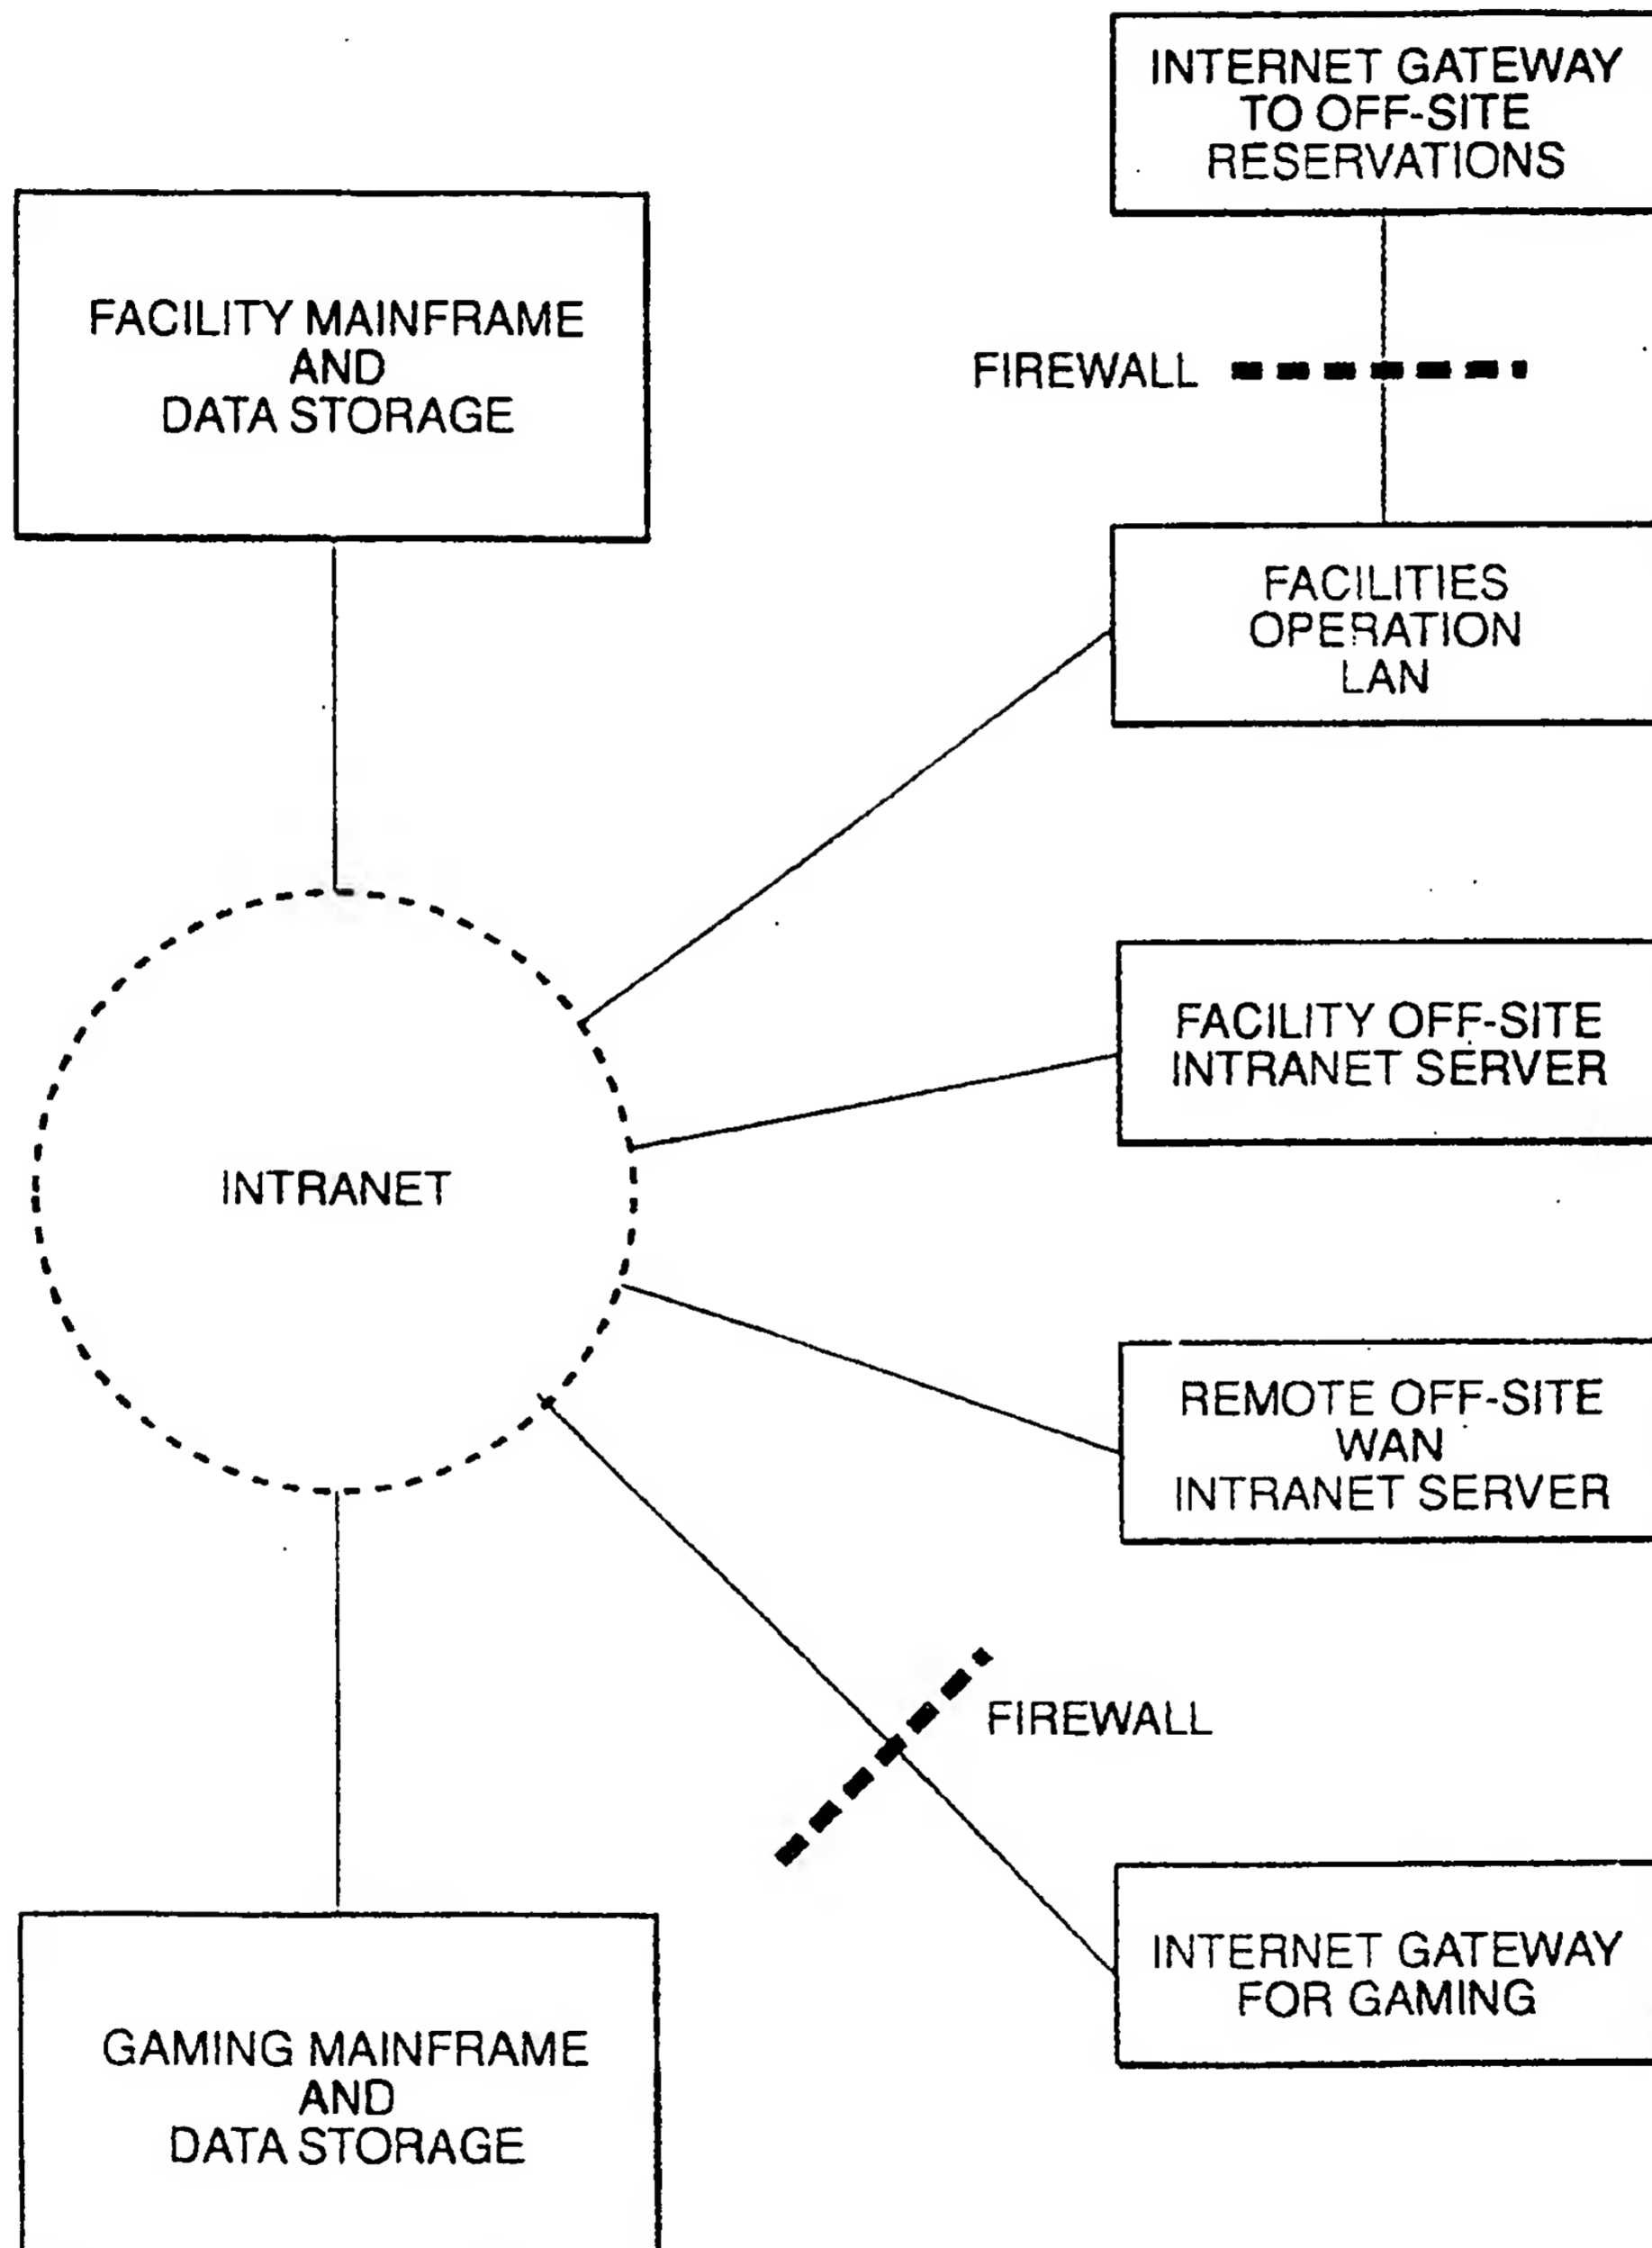 INTERNET GATEWAY
TO OFF-SITE
RESERVATIONS
FACILITY MAINFRAME
AND
DATA STORAGE
FIREWALL
FACILITIES
OPERATION
LAN
FACILITY OFF-SITE
INTRANET SERVER
INTRANET
REMOTE OFF-SITE
WAN
INTRANET SERVER
FIREWALL
INTERNET GATEWAY
FOR GAMING
GAMING MAINFRAME
AND
DATA STORAGE